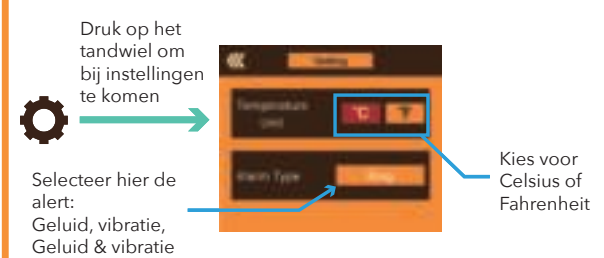 Druk op het
tandwiel om
bij instellingen
te komen
Setting
Temperature
Unit
°C
°F
Alarm Type
Selecteer hier de
alert:
Geluid, vibratie,
Geluid & vibratie
Kies voor
Celsius of
Fahrenheit